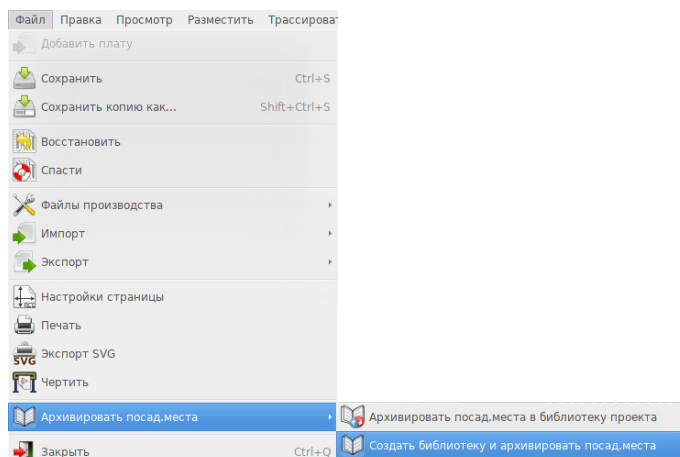 Файл Правка Просмотр Разместить Трассироват
Добавить плату
Сохранить Ctrl+S
Сохранить копию как... Shift+Ctrl+S
Восстановить
Спасти
Файлы производства
Импорт
Экспорт
Настройки страницы
Печать
SVG Экспорт SVG
Чертить
Архивировать посад.места Архивировать посад.места в библиотеку проекта
Закрыть Ctrl+Q Создать библиотеку и архивировать посад.места